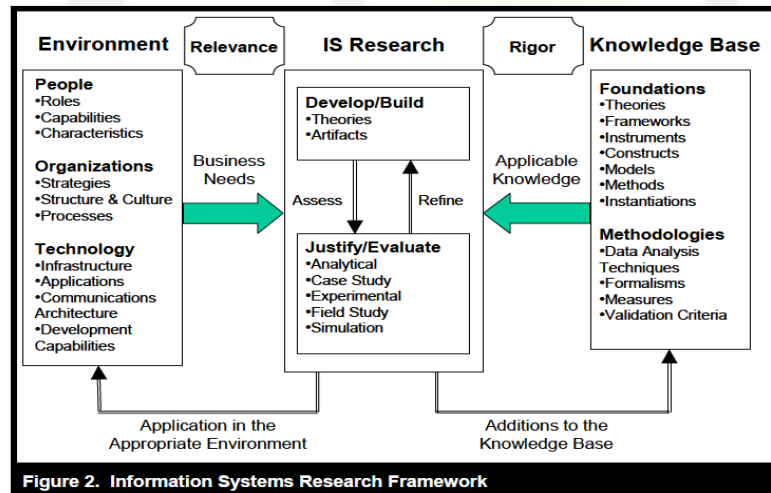 Environment
Relevance
IS Research
Rigor
Knowledge Base
People
•Roles
•Capabilities
•Characteristics
Organizations
•Strategies
•Structure & Culture
•Processes
Technology
•Infrastructure
•Applications
•Communications
Architecture
•Development
Capabilities
Business
Needs
Develop/Build
•Theories
•Artifacts
Assess
Refine
Justify/Evaluate
•Analytical
•Case Study
•Experimental
•Field Study
•Simulation
Applicable
Knowledge
Foundations
•Theories
•Frameworks
•Instruments
•Constructs
•Models
•Methods
•Instantiations
Methodologies
•Data Analysis
Techniques
•Formalisms
•Measures
•Validation Criteria
Application in the
Appropriate Environment
Additions to the
Knowledge Base
Figure 2. Information Systems Research Framework